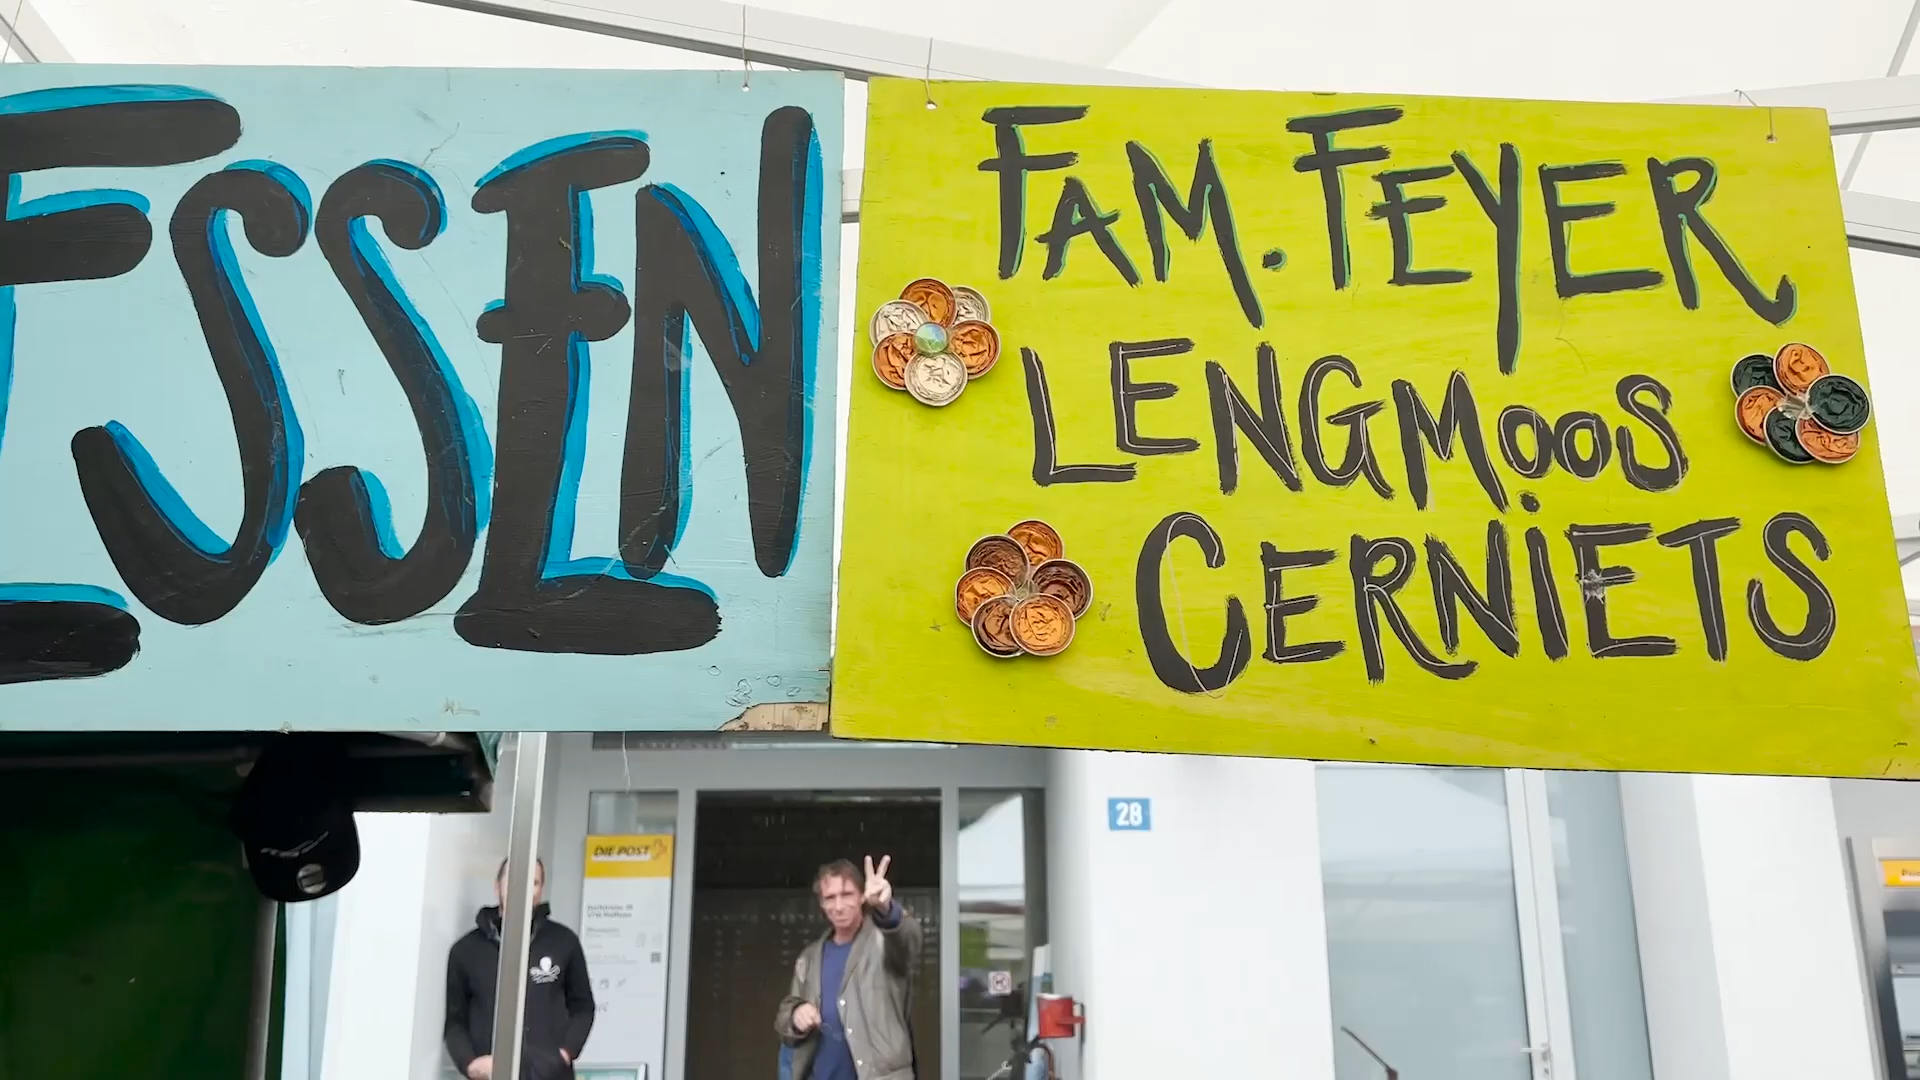 ESSEN
FAM. FEYER
LENGMOOS
CERNIETS
28
DIE POST